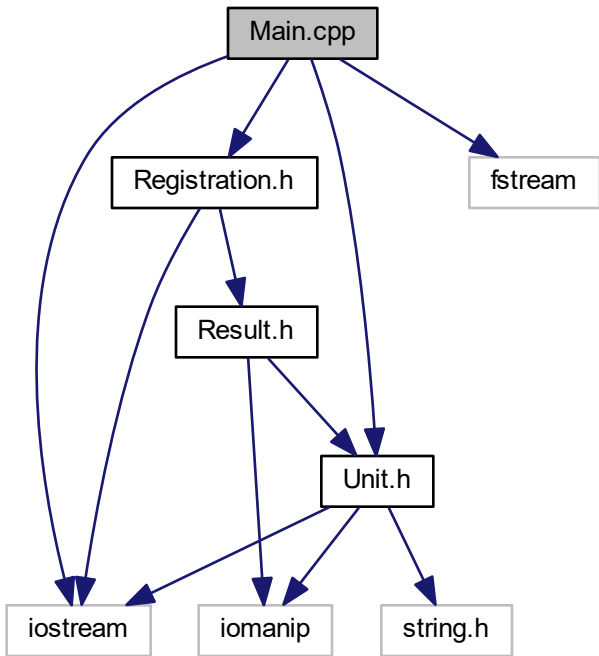 Main.cpp
Registration.h
fstream
Result.h
Unit.h
iostream
iomanip
string.h